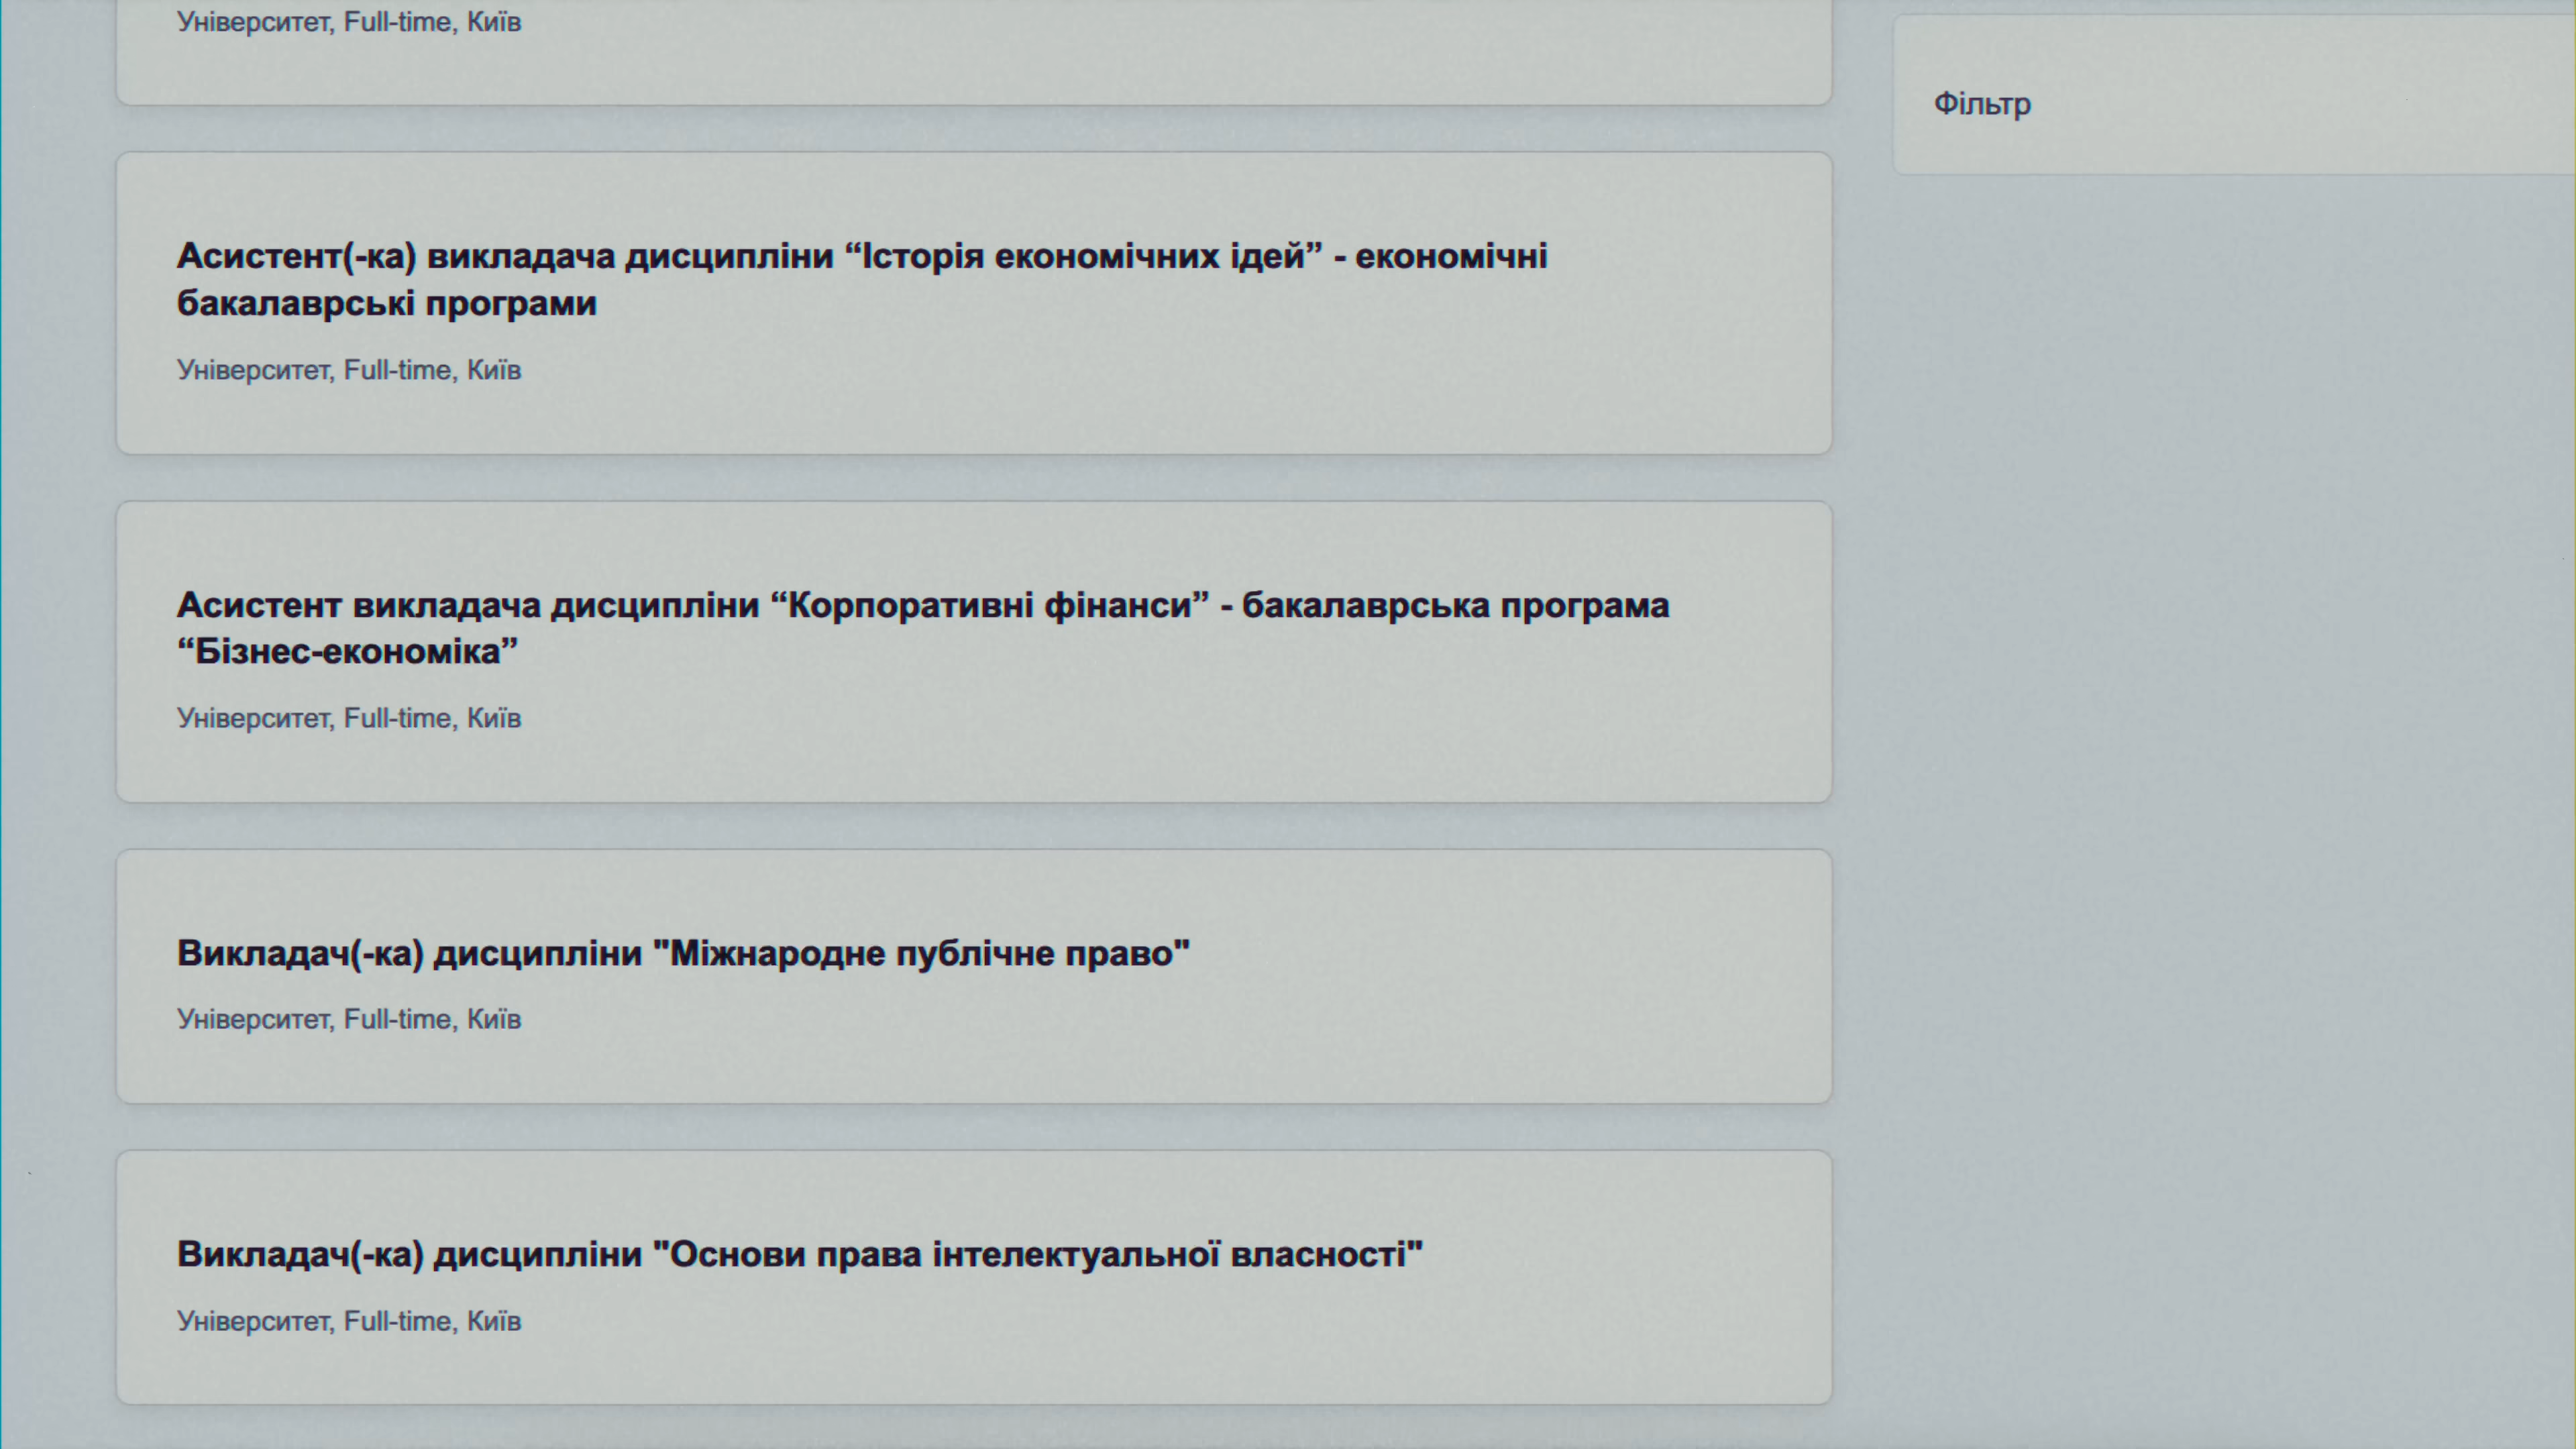 Університет, Full-time, Київ
Фільтр
Асистент(-ка) викладача дисципліни “Історія економічних ідей” - економічні
бакалаврські програми
Університет, Full-time, Київ
Асистент викладача дисципліни “Корпоративні фінанси” - бакалаврська програма
“Бізнес-економіка”
Університет, Full-time, Київ
Викладач(-ка) дисципліни "Міжнародне публічне право"
Університет, Full-time, Київ
Викладач(-ка) дисципліни "Основи права інтелектуальної власності"
Університет, Full-time, Київ